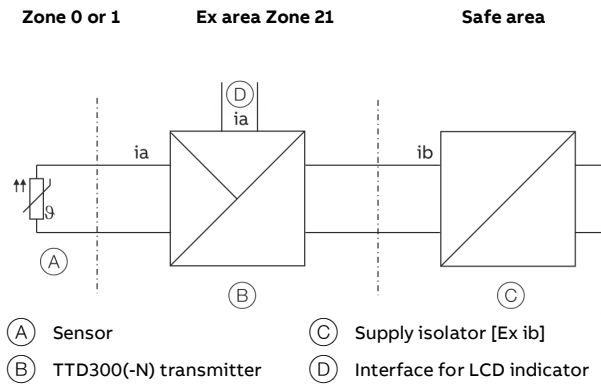 Zone 0 or 1 Ex area Zone 21 Safe area
D
ia
ia ib
ϑ
A B C
A Sensor C Supply isolator [Ex ib]
B TTD300(-N) transmitter D Interface for LCD indicator